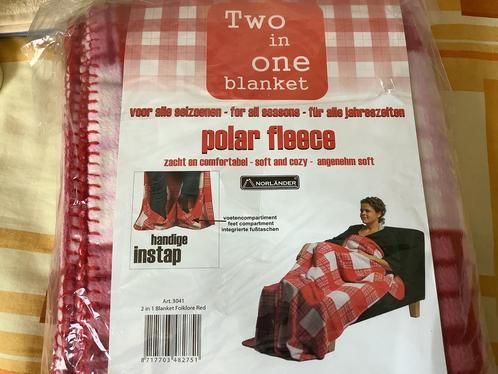 Two
in
one
blanket
voor alle seizoenen - for all seasons - für alle jahreszeiten
polar fleece
zacht en comfortabel - soft and cozy - angenehm soft
NORLÄNDER
voetencompartiment
feet compartment
integrierte fußtaschen
handige
instap
Art. 3041
2 in 1 Blanket Folklore Red
8717703482751